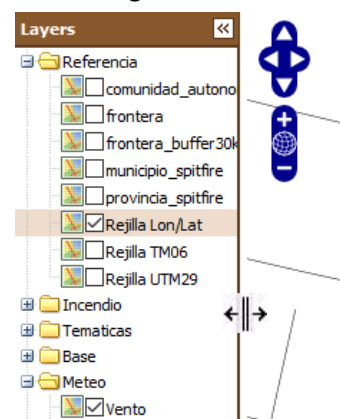 Layers «
Referencia
comunidad_autono
frontera
frontera_buffer30k
municipio_spitfire
provincia_spitfire
Rejilla Lon/Lat
Rejilla TM06
Rejilla UTM29
Incendio
Tematicas
Base
Meteo
Vento